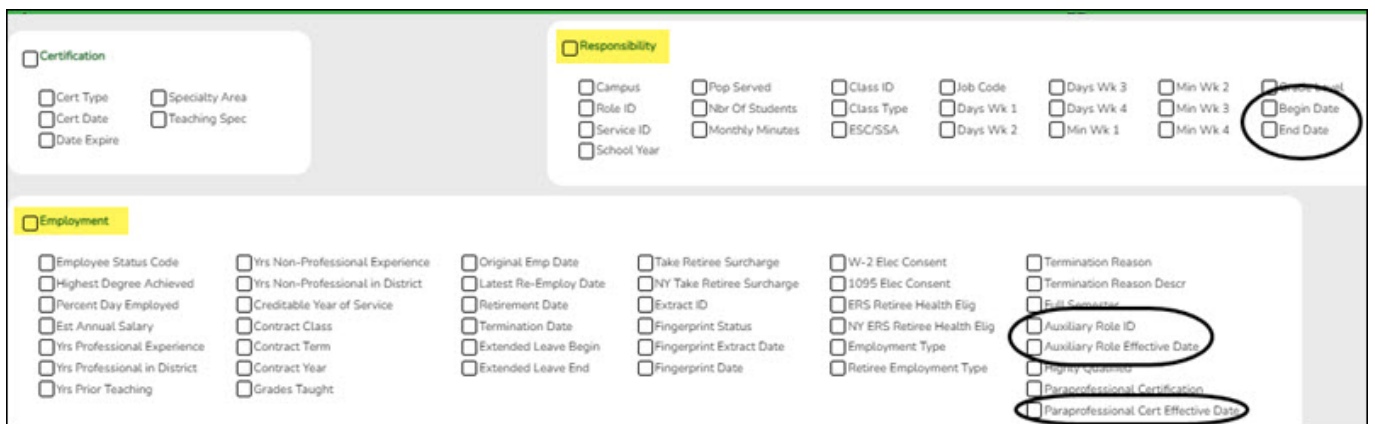 Certification
Cert Type Specialty Area
Cert Date Teaching Spec
Date Expire
Responsibility
Campus Pop Served Class ID Job Code Days Wk 3 Min Wk 2 Grade Level
Role ID Nbr Of Students Class Type Days Wk 1 Days Wk 4 Min Wk 3 Begin Date
Service ID Monthly Minutes ESC/SSA Days Wk 2 Min Wk 1 Min Wk 4 End Date
School Year
Employment
Employee Status Code Yrs Non-Professional Experience Original Emp Date Take Retiree Surcharge W-2 Elec Consent Termination Reason
Highest Degree Achieved Yrs Non-Professional in District Latest Re-Employ Date NY Take Retiree Surcharge 1095 Elec Consent Termination Reason Descr
Percent Day Employed Creditable Year of Service Retirement Date Extract ID ERS Retiree Health Elig Full Semester
Est Annual Salary Contract Class Termination Date Fingerprint Status NY ERS Retiree Health Elig Auxiliary Role ID
Yrs Professional Experience Contract Term Extended Leave Begin Fingerprint Extract Date Employment Type Auxiliary Role Effective Date
Yrs Professional in District Contract Year Extended Leave End Fingerprint Date Retiree Employment Type Highly Qualified
Yrs Prior Teaching Grades Taught Paraprofessional Certification
Paraprofessional Cert Effective Date